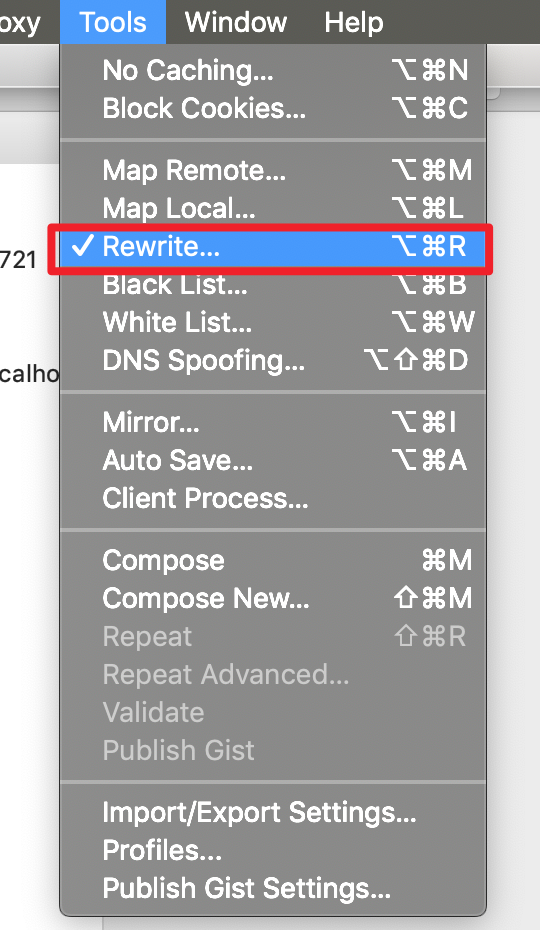 oxy Tools Window Help
No Caching... ⌥⌘N
Block Cookies... ⌥⌘C
Map Remote... ⌥⌘M
Map Local... ⌥⌘L
721
✓ Rewrite... ⌥⌘R
Black List... ⌥⌘B
White List... ⌥⌘W
DNS Spoofing... ⌥⇧⌘D
calho
Mirror... ⌥⌘I
Auto Save... ⌥⌘A
Client Process...
Compose ⌘M
Compose New... ⇧⌘M
Repeat ⇧⌘R
Repeat Advanced...
Validate
Publish Gist
Import/Export Settings...
Profiles...
Publish Gist Settings...